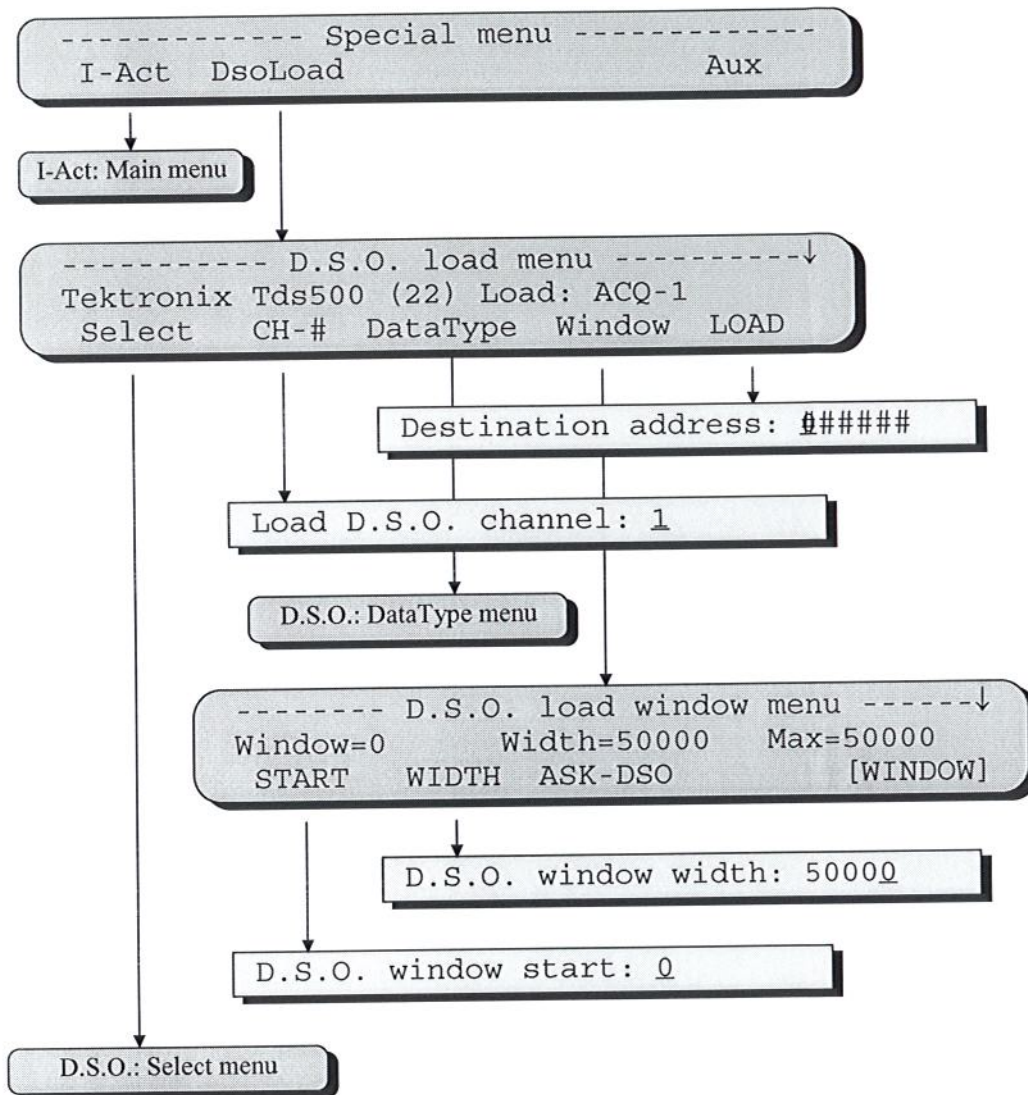 ------------- Special menu -------------
I-Act DsoLoad Aux
I-Act: Main menu
----------- D.S.O. load menu ----------↓
Tektronix Tds500 (22) Load: ACQ-1
Select CH-# DataType Window LOAD
Destination address: 0######
Load D.S.O. channel: 1
D.S.O.: DataType menu
-------- D.S.O. load window menu ------↓
Window=0 Width=50000 Max=50000
START WIDTH ASK-DSO [WINDOW]
D.S.O. window width: 50000
D.S.O. window start: 0
D.S.O.: Select menu